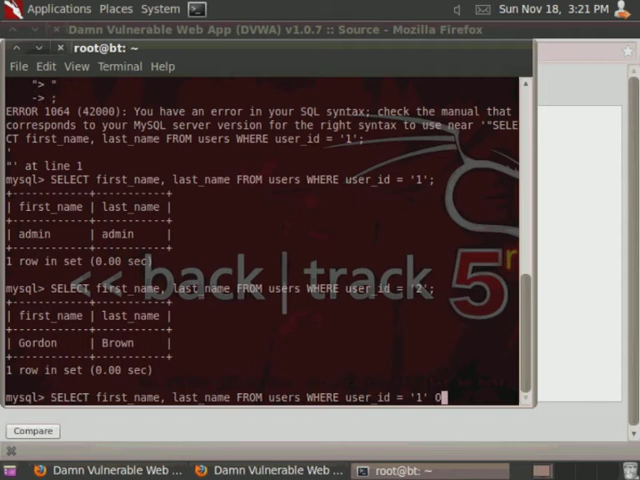 Applications Places System
Sun Nov 18, 3:21 PM
Damn Vulnerable Web App (DVWA) v1.0.7 :: Source - Mozilla Firefox
root@bt: ~
File Edit View Terminal Help
"> "
-> ;
ERROR 1064 (42000): You have an error in your SQL syntax; check the manual that
corresponds to your MySQL server version for the right syntax to use near '"SELE
CT first_name, last_name FROM users WHERE user_id = '1';
'
"' at line 1
mysql> SELECT first_name, last_name FROM users WHERE user_id = '1';
+------------+-----------+
| first_name | last_name |
+------------+-----------+
| admin      | admin     |
+------------+-----------+
1 row in set (0.00 sec)
mysql> SELECT first_name, last_name FROM users WHERE user_id = '2';
+------------+-----------+
| first_name | last_name |
+------------+-----------+
| Gordon     | Brown     |
+------------+-----------+
1 row in set (0.00 sec)
mysql> SELECT first_name, last_name FROM users WHERE user_id = '1' O
<< back | track 5
Compare
Damn Vulnerable Web ...
Damn Vulnerable Web ...
root@bt: ~